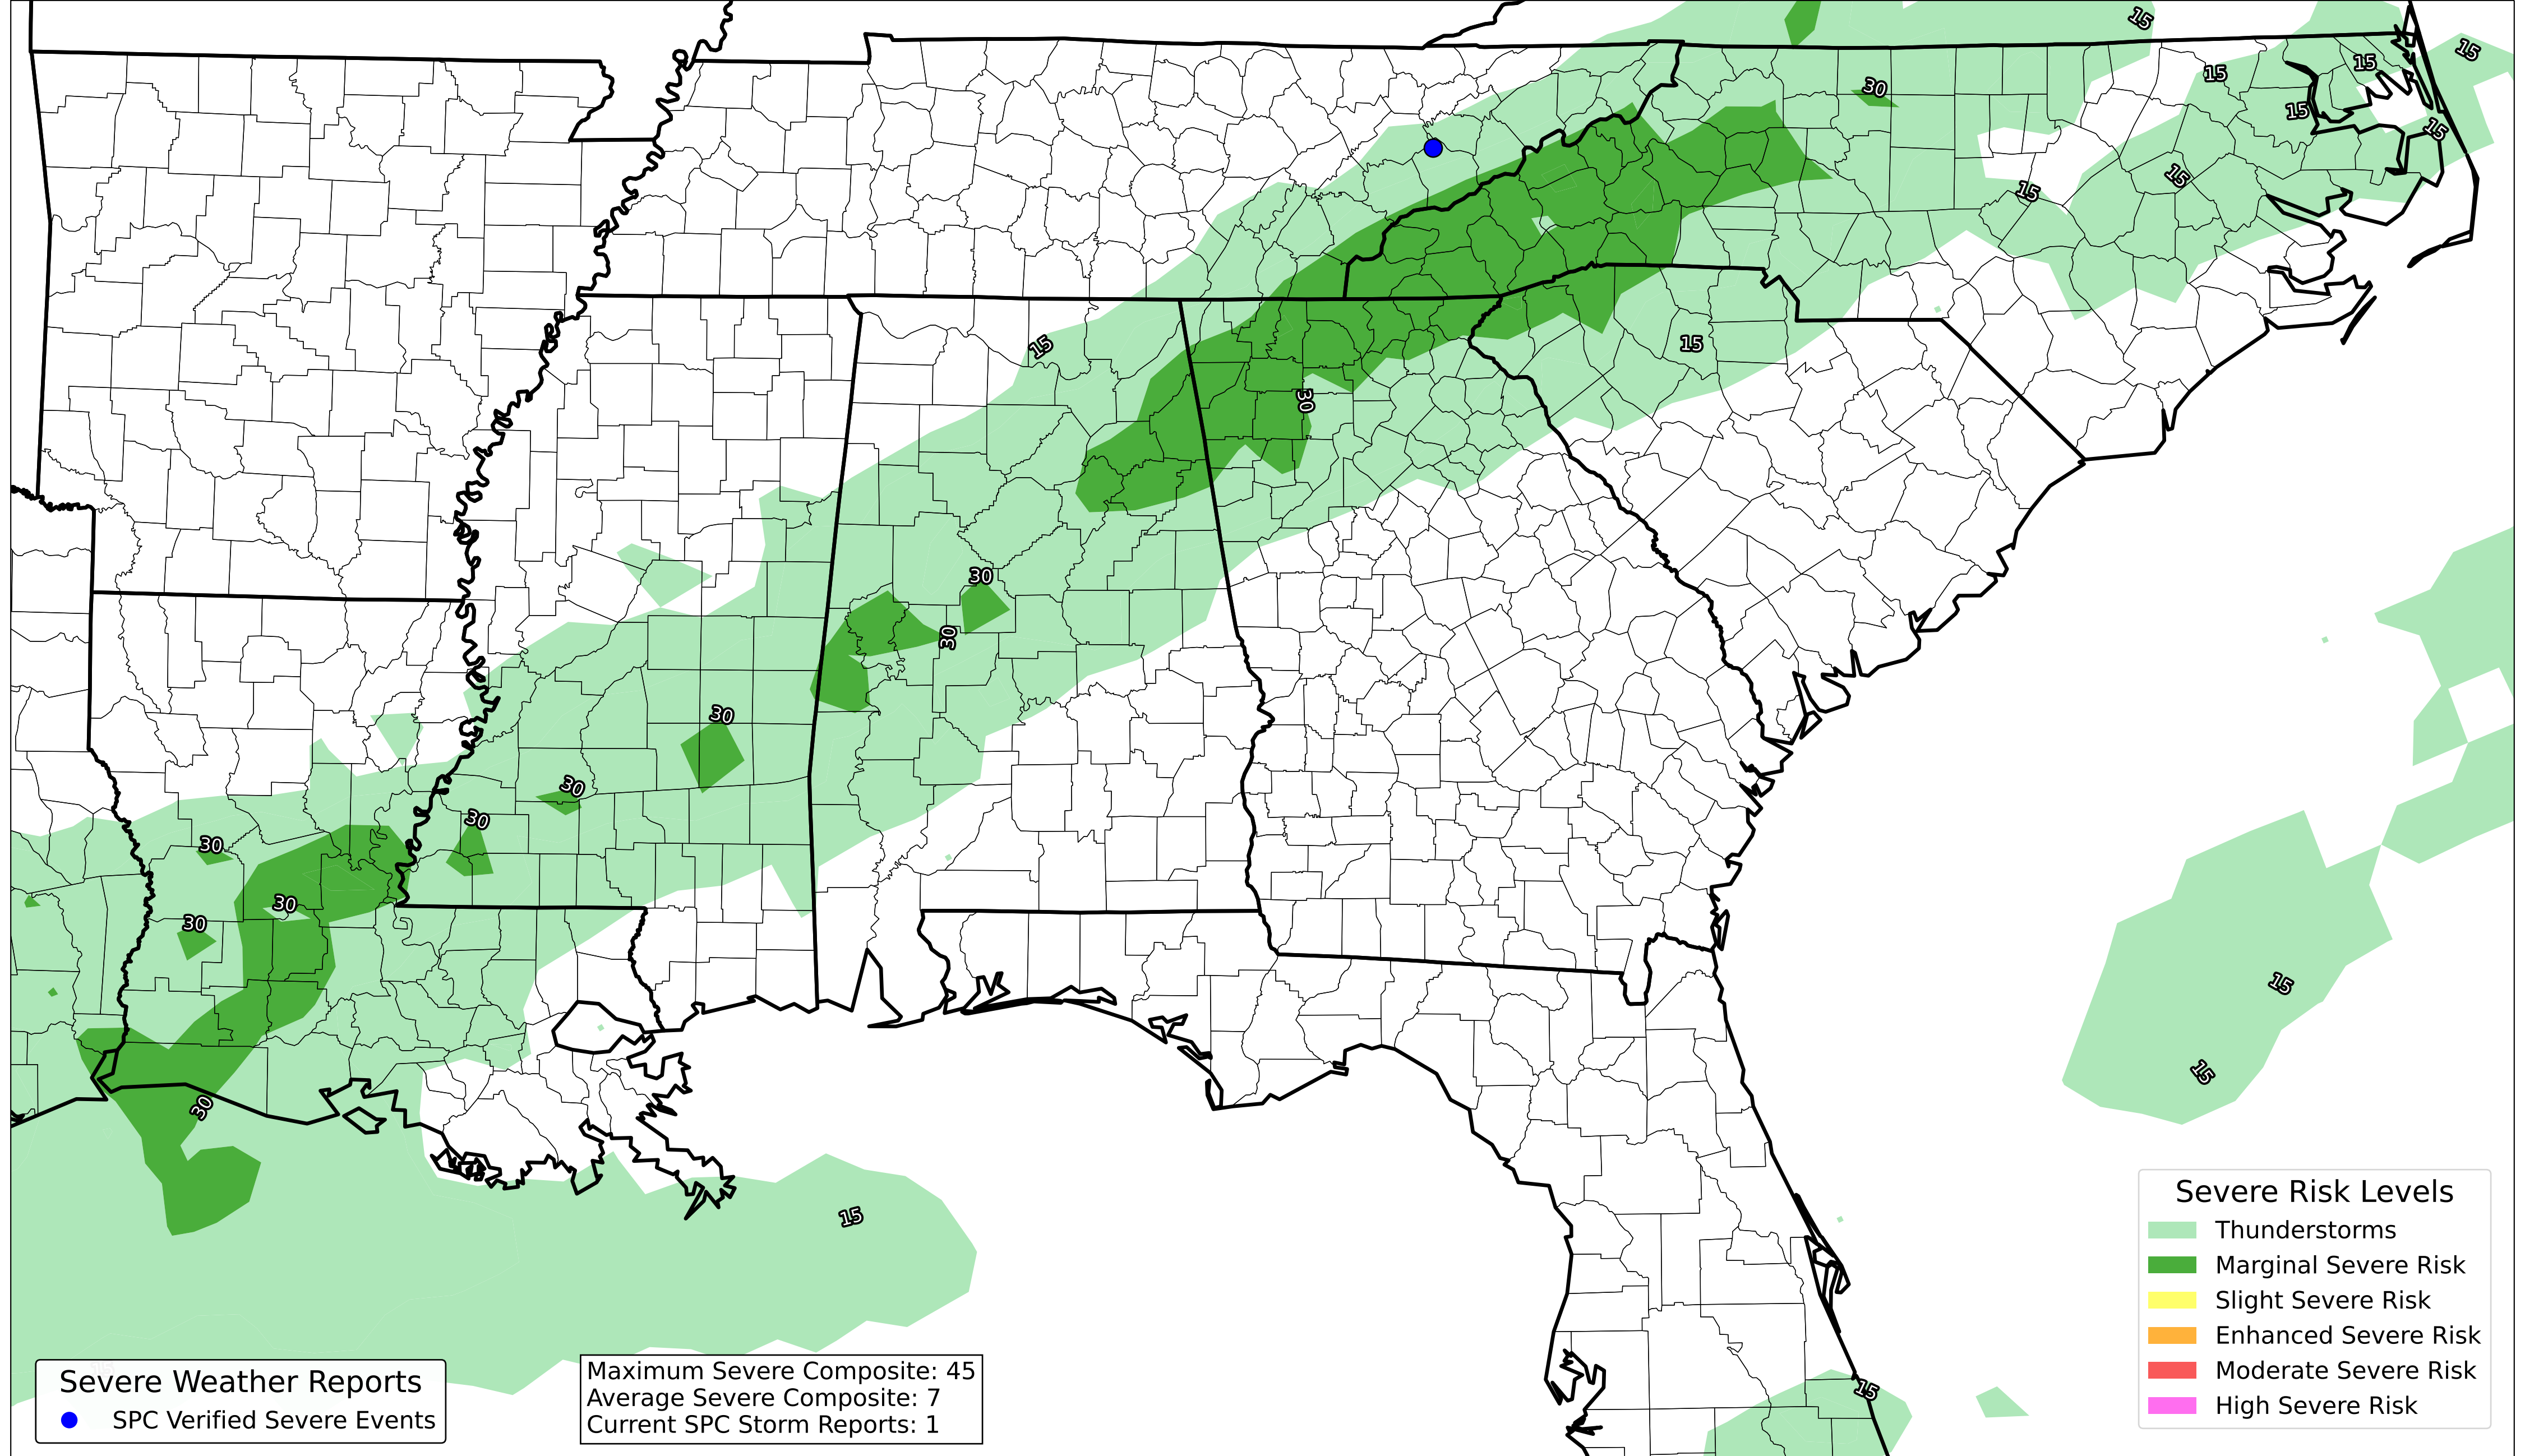 15
15
15
15
30
15
15
15
15
15
15
30
30
30
30
30
30
30
30
30
30
15
15
15
15
Severe Risk Levels
Thunderstorms
Marginal Severe Risk
Slight Severe Risk
Enhanced Severe Risk
Moderate Severe Risk
High Severe Risk
Severe Weather Reports
SPC Verified Severe Events
Maximum Severe Composite: 45
Average Severe Composite: 7
Current SPC Storm Reports: 1